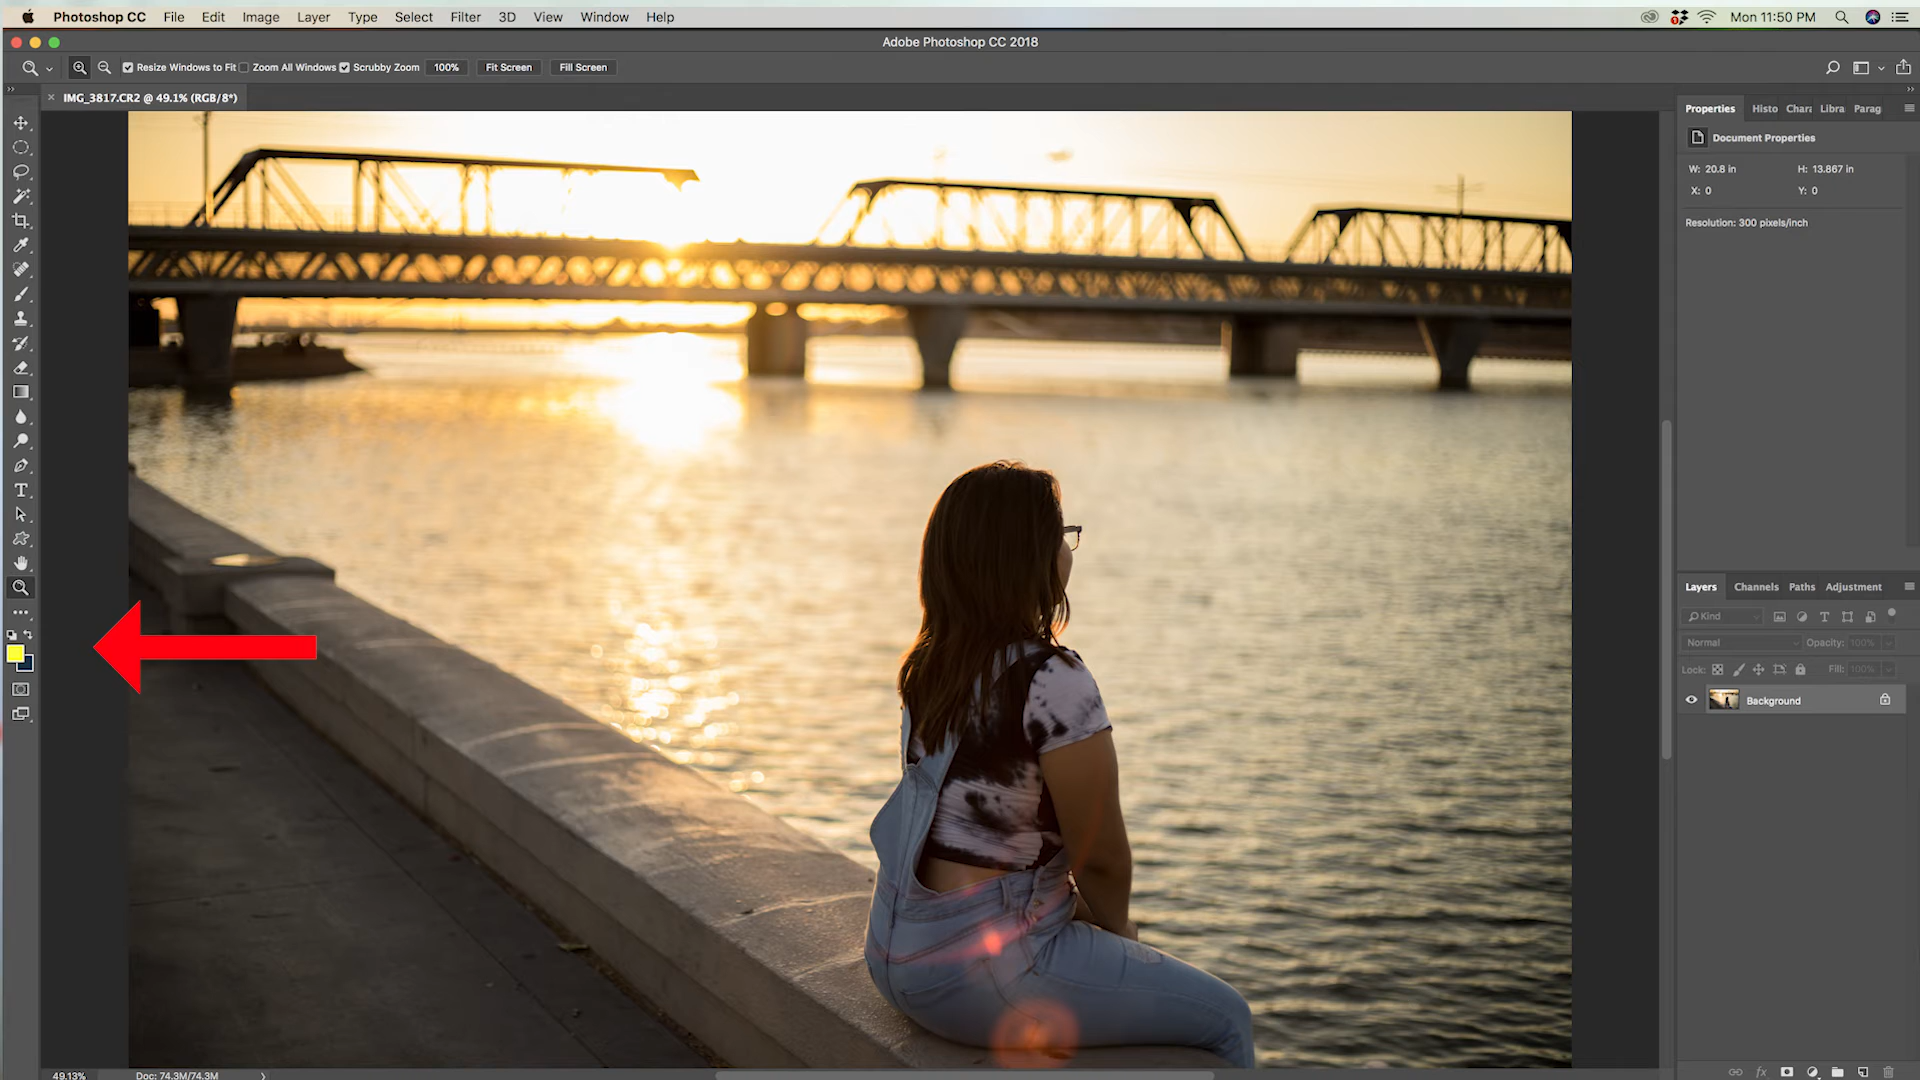 Photoshop CC File Edit Image Layer Type Select Filter 3D View Window Help Mon 11:50 PM
Adobe Photoshop CC 2018
Resize Windows to Fit Zoom All Windows Scrubby Zoom 100% Fit Screen Fill Screen
× IMG_3817.CR2 @ 49.1% (RGB/8*)
Properties Histo Chara Libra Parag
Document Properties
W: 20.8 in H: 13.867 in
X: 0 Y: 0
Resolution: 300 pixels/inch
Layers Channels Paths Adjustment
Kind
Normal Opacity: 100%
Lock: Fill: 100%
Background
49.13% Doc: 74.3M/74.3M
fx